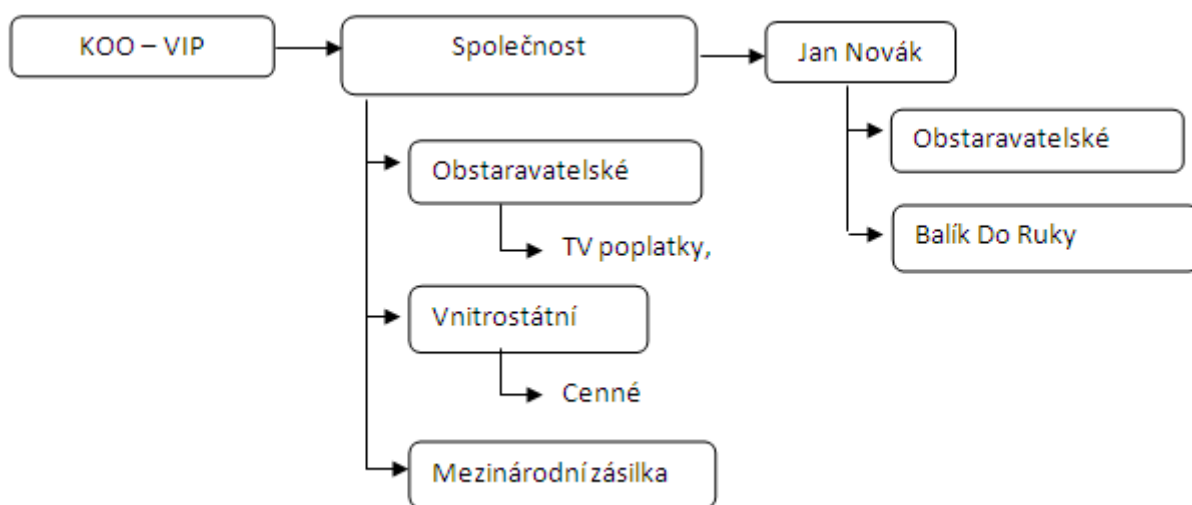 KOO – VIP
Společnost
Jan Novák
Obstaravatelské
TV poplatky,
Vnitrostátní
Cenné
Mezinárodní zásilka
Obstaravatelské
Balík Do Ruky